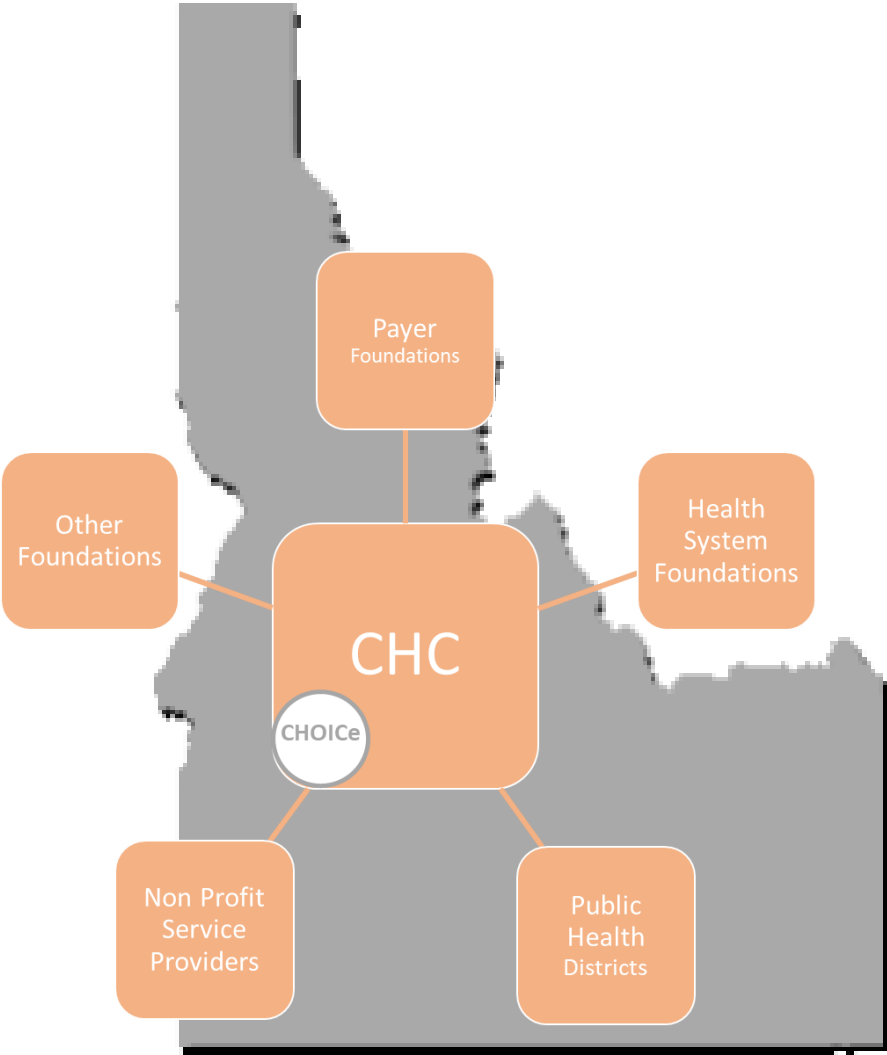 Payer
Foundations
Other
Foundations
Health
System
Foundations
CHC
CHOICe
Non Profit
Service
Providers
Public
Health
Districts